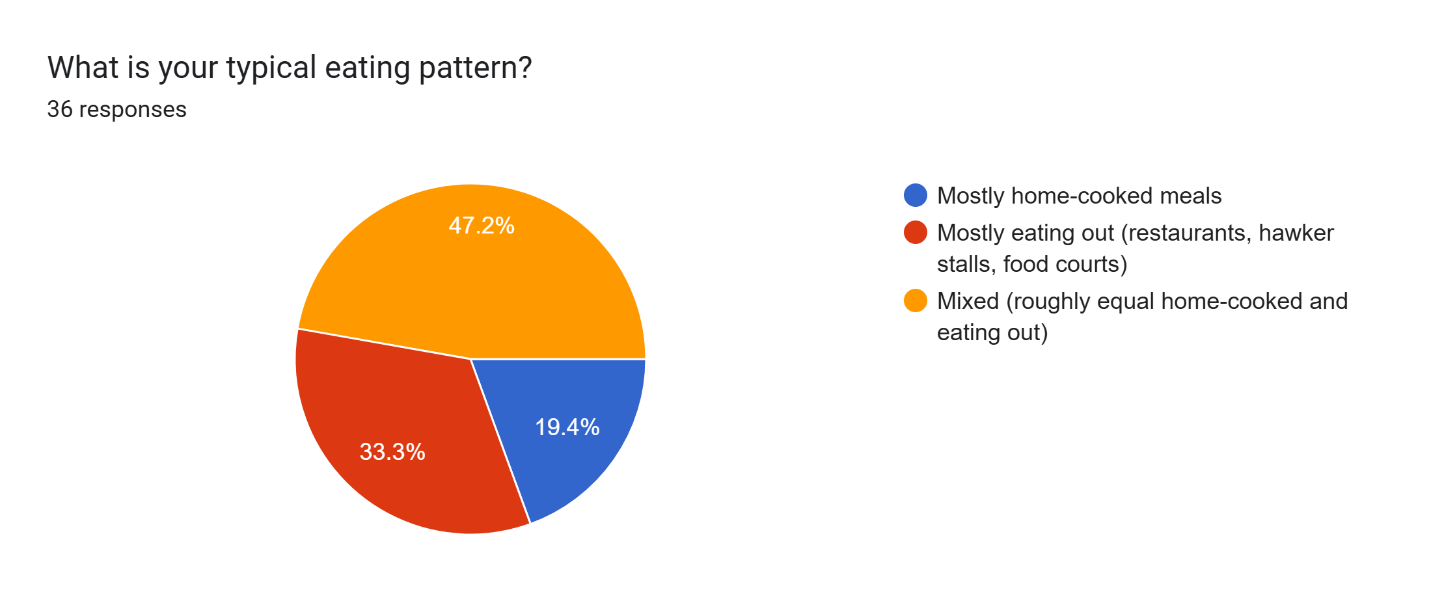 What is your typical eating pattern?
36 responses
47.2%
19.4%
33.3%
Mostly home-cooked meals
Mostly eating out (restaurants, hawker
stalls, food courts)
Mixed (roughly equal home-cooked and
eating out)